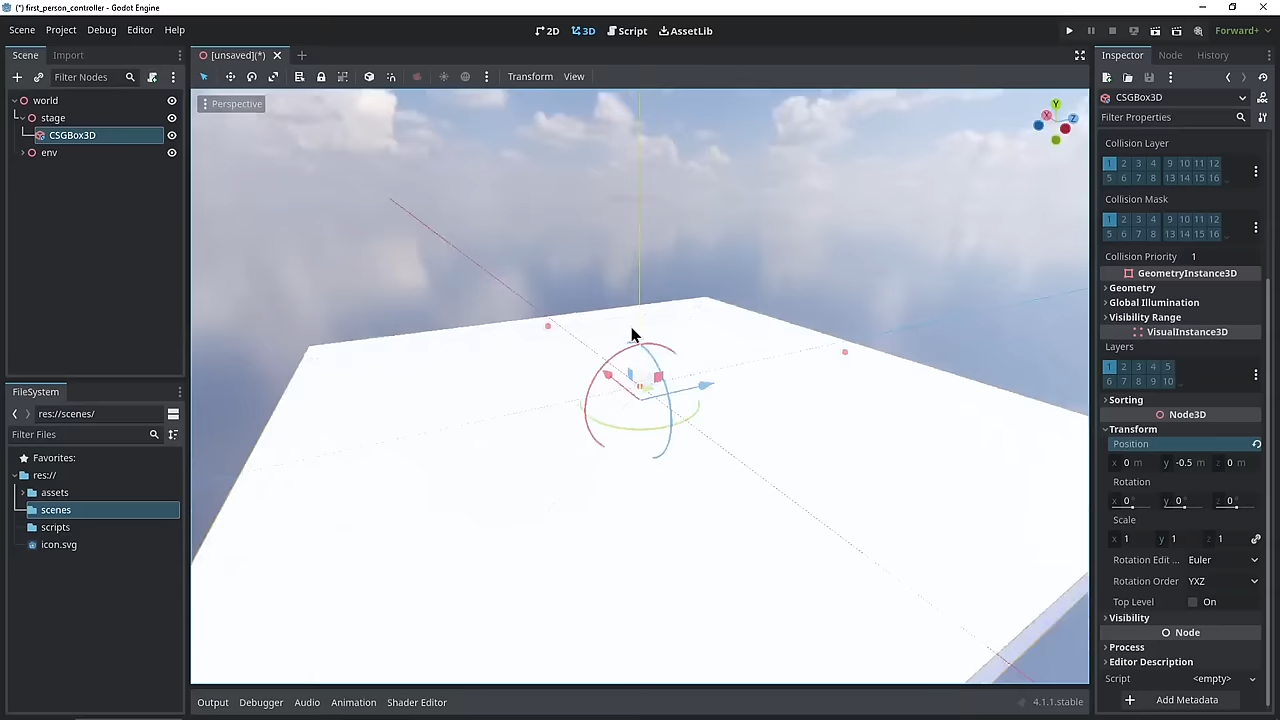 (*) first_person_controller - Godot Engine
Scene Project Debug Editor Help
2D 3D Script AssetLib
Forward+
Scene Import
[unsaved](*)
Inspector Node History
Filter Nodes
Transform View
world
stage
CSGBox3D
env
Perspective
Y
X
Z
CSGBox3D
Filter Properties
Collision Layer
1 2 3 4 9 10 11 12
5 6 7 8 13 14 15 16
Collision Mask
1 2 3 4 9 10 11 12
5 6 7 8 13 14 15 16
Collision Priority 1
GeometryInstance3D
Geometry
Global Illumination
Visibility Range
VisualInstance3D
Layers
1 2 3 4 5
6 7 8 9 10
Sorting
Node3D
Transform
Position
x 0 m y -0.5 m z 0 m
Rotation
x 0° y 0° z 0°
Scale
x 1 y 1 z 1
Rotation Edit ... Euler
Rotation Order YXZ
Top Level On
Visibility
Node
Process
Editor Description
Script <empty>
Add Metadata
FileSystem
res://scenes/
Filter Files
Favorites:
res://
assets
scenes
scripts
icon.svg
Output Debugger Audio Animation Shader Editor
4.1.1.stable